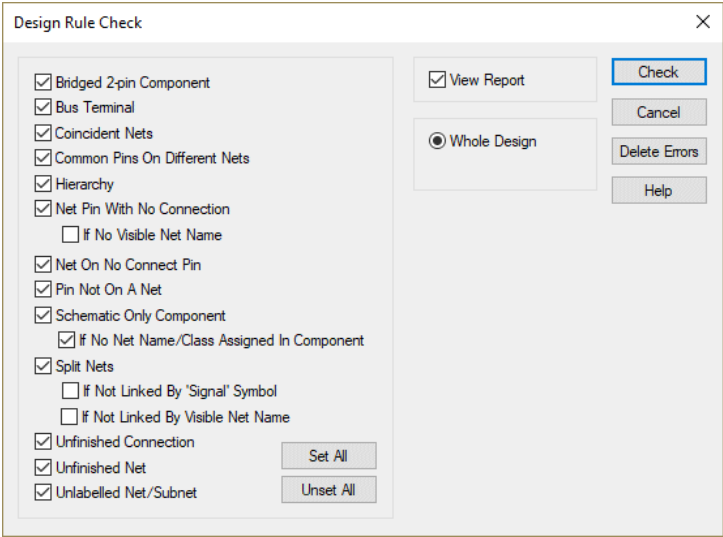 Design Rule Check
Bridged 2-pin Component
Bus Terminal
Coincident Nets
Common Pins On Different Nets
Hierarchy
Net Pin With No Connection
If No Visible Net Name
Net On No Connect Pin
Pin Not On A Net
Schematic Only Component
If No Net Name/Class Assigned In Component
Split Nets
If Not Linked By 'Signal' Symbol
If Not Linked By Visible Net Name
Unfinished Connection
Unfinished Net
Unlabelled Net/Subnet
Set All
Unset All
View Report
Whole Design
Check
Cancel
Delete Errors
Help